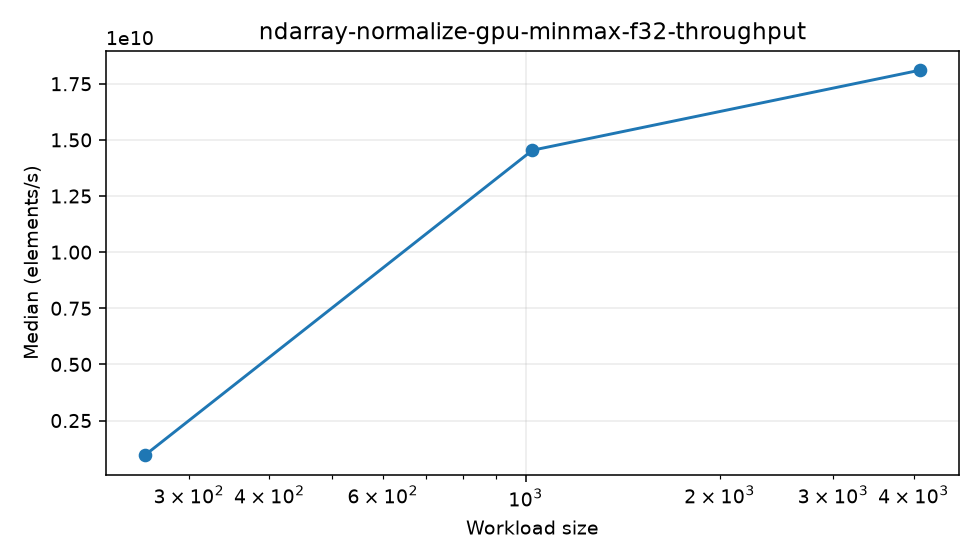 ndarray-normalize-gpu-minmax-f32-throughput
1e10
1.75
1.50
1.25
1.00
0.75
0.50
0.25
Median (elements/s)
3 × 10² 4 × 10² 6 × 10² 10³ 2 × 10³ 3 × 10³ 4 × 10³
Workload size